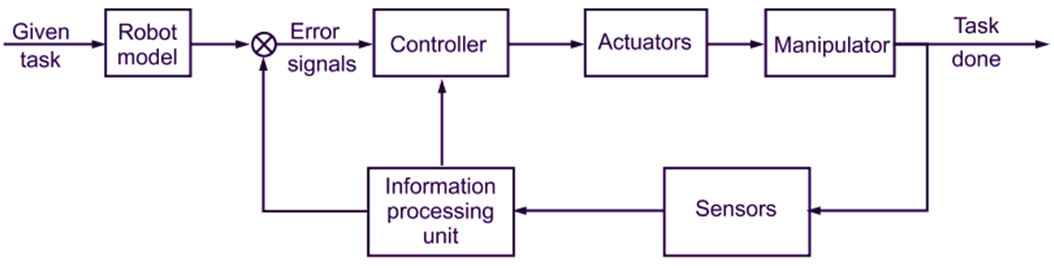 Given
task
Robot
model
Error
signals
Controller
Actuators
Manipulator
Task
done
Information
processing
unit
Sensors